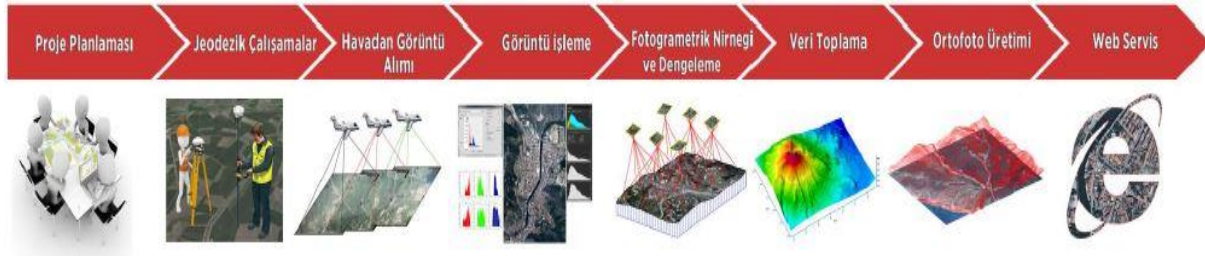 Proje Planlaması
Jeodezik Çalışamalar
Havadan Görüntü
Alımı
Görüntü işleme
Fotogrametrik Nirnegi
ve Dengeleme
Veri Toplama
Ortofoto Üretimi
Web Servis